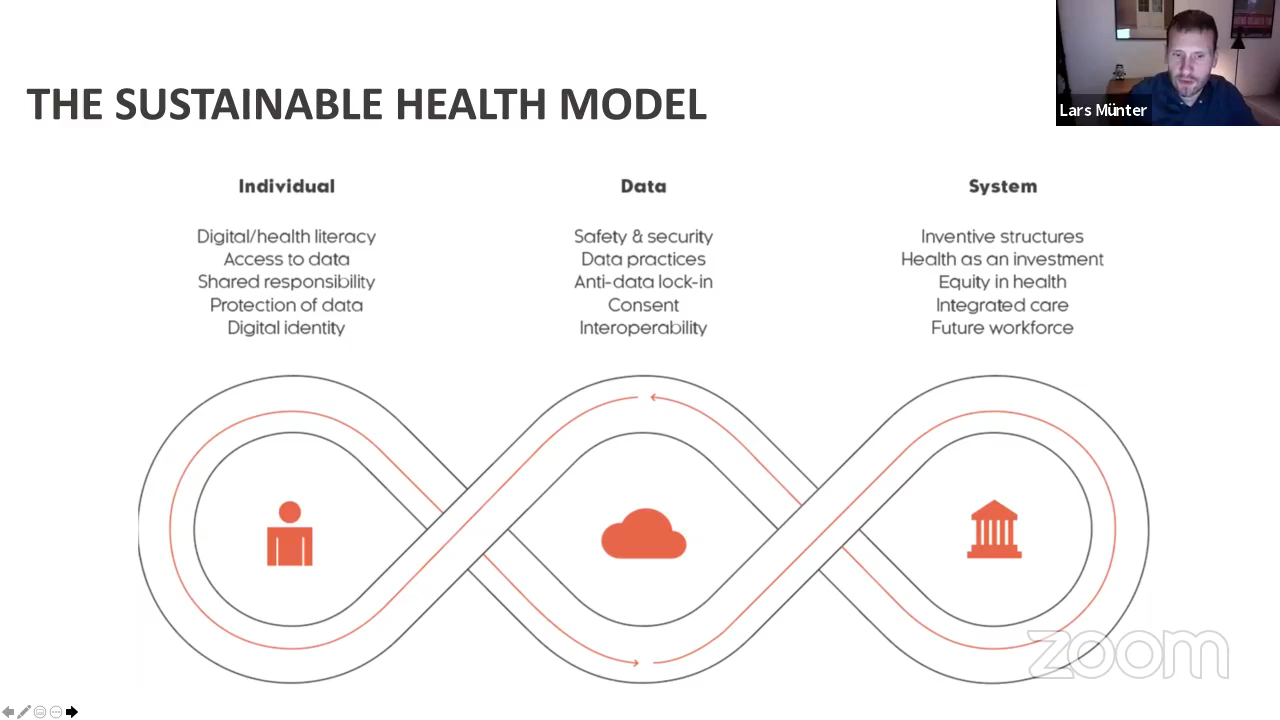 THE SUSTAINABLE HEALTH MODEL
Lars Münter
Individual
Digital/health literacy
Access to data
Shared responsibility
Protection of data
Digital identity
Data
Safety & security
Data practices
Anti-data lock-in
Consent
Interoperability
System
Inventive structures
Health as an investment
Equity in health
Integrated care
Future workforce
zoom